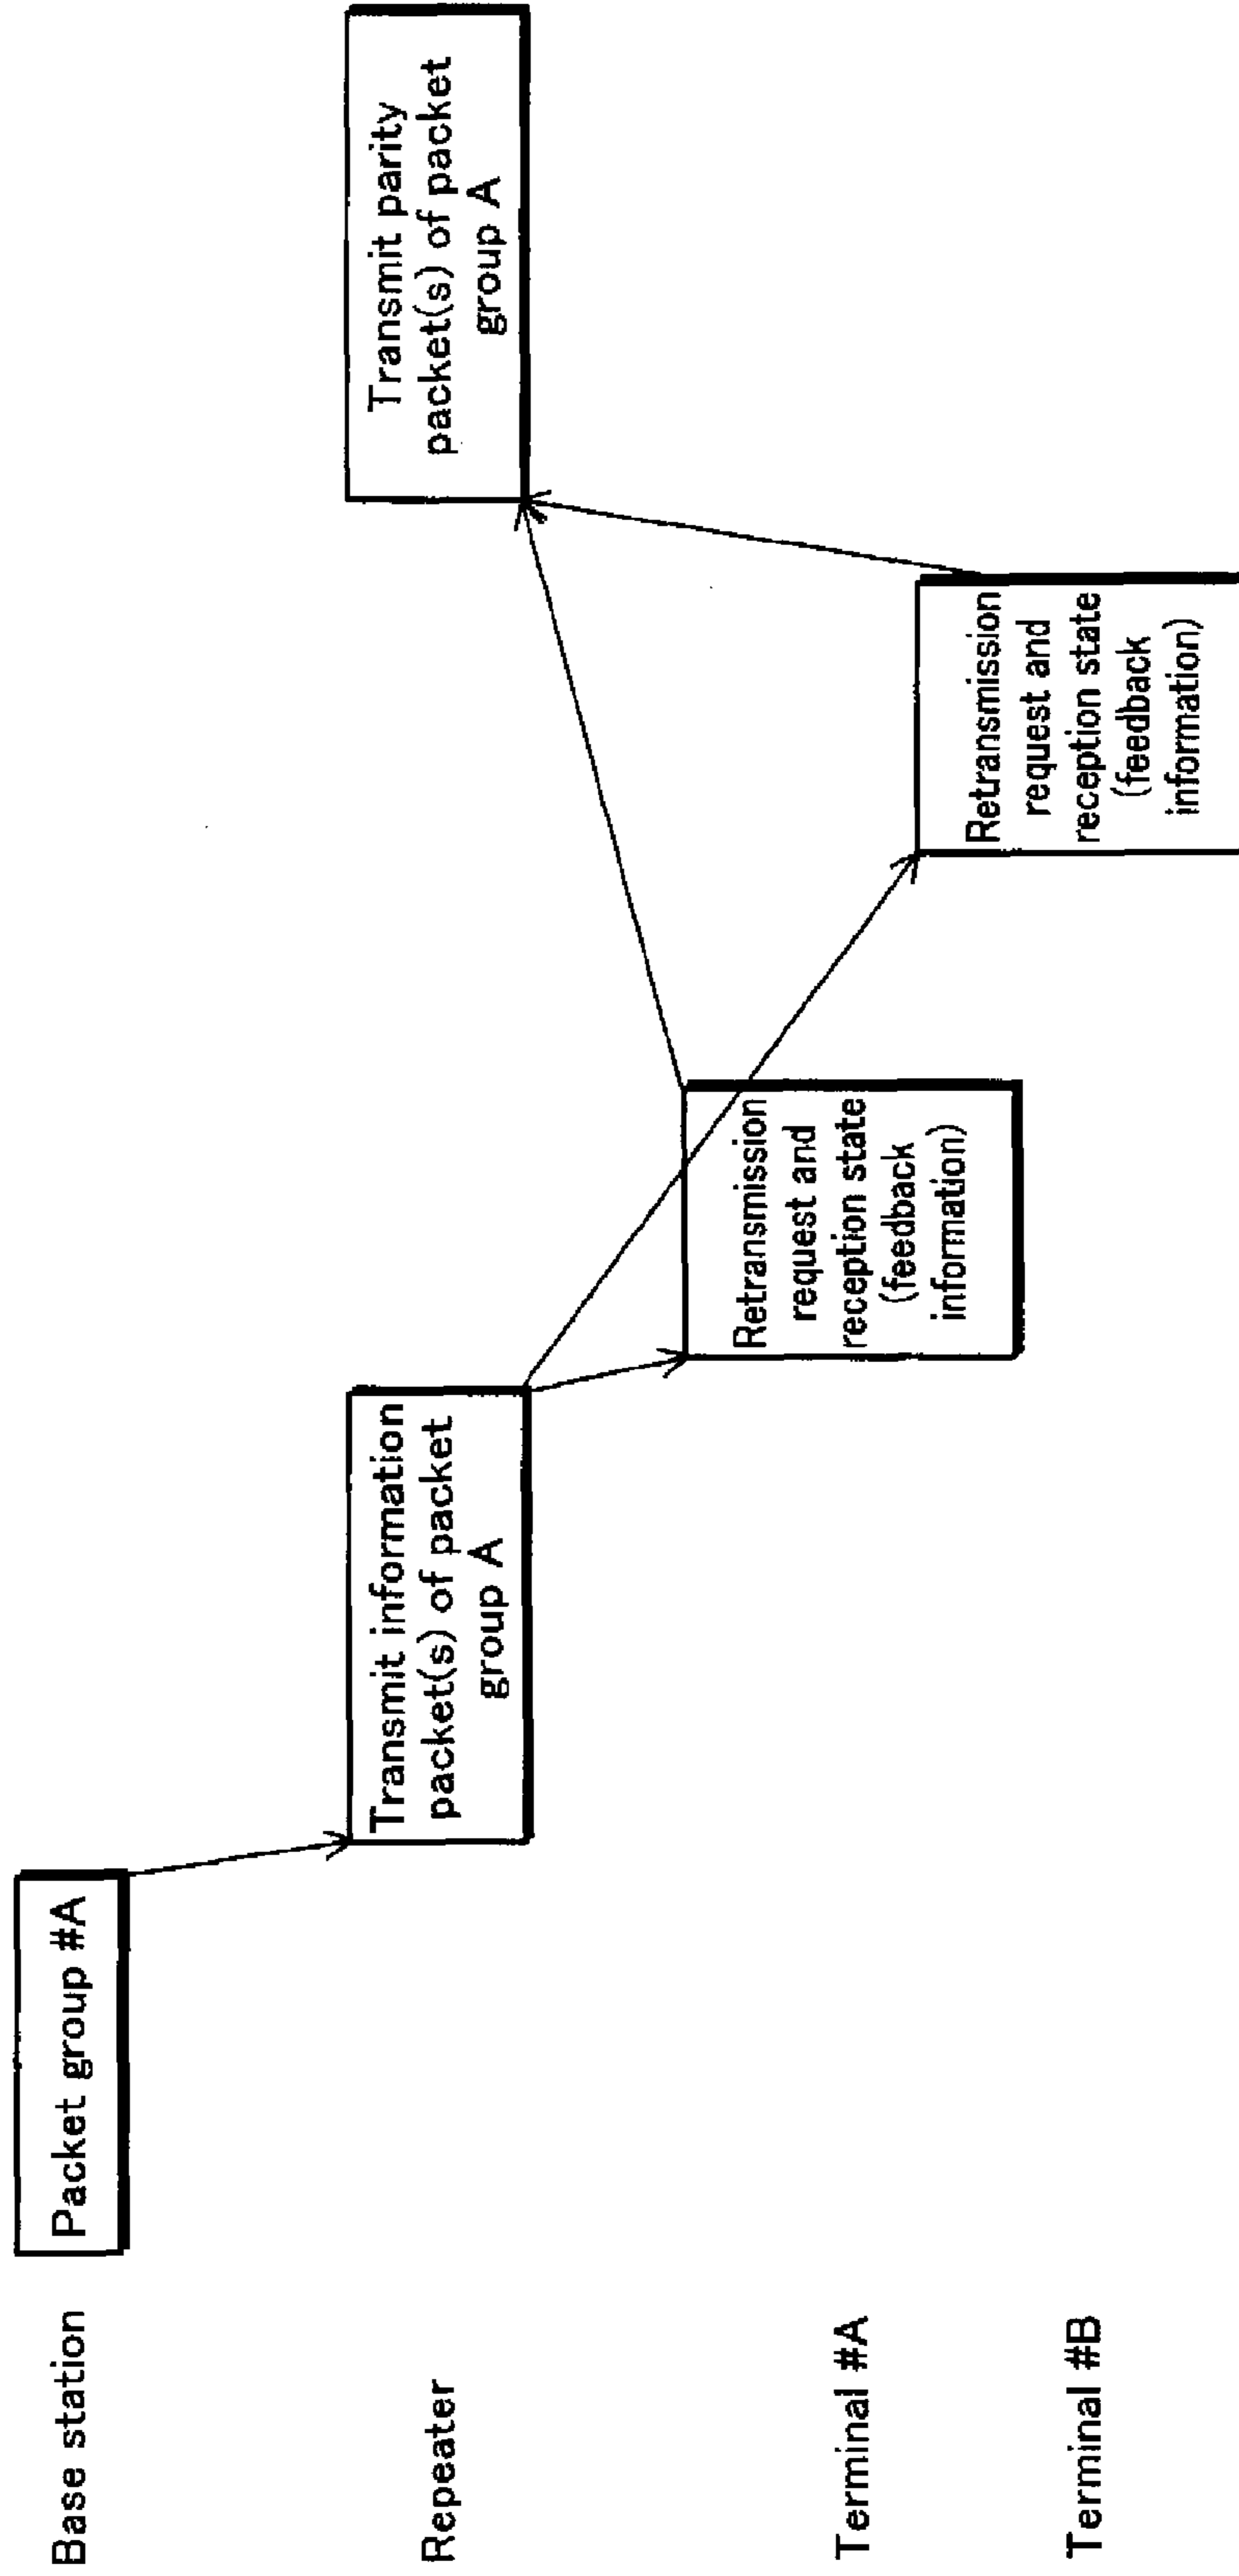 Base station
Packet group #A
Repeater
Transmit information
packet(s) of packet
group A
Transmit parity
packet(s) of packet
group A
Terminal #A
Retransmission
request and
reception state
(feedback
information)
Terminal #B
Retransmission
request and
reception state
(feedback
information)